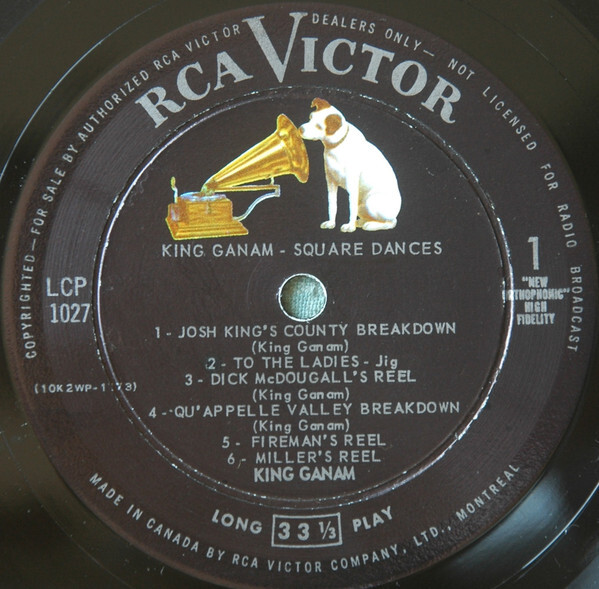 COPYRIGHTED — FOR SALE BY AUTHORIZED RCA VICTOR DEALERS ONLY — NOT LICENSED FOR RADIO BROADCAST
RCA VICTOR
KING GANAM - SQUARE DANCES
LCP
1027
1
"NEW
ORTHOPHONIC"
HIGH
FIDELITY
1 - JOSH KING'S COUNTY BREAKDOWN
(King Ganam)
2 - TO THE LADIES - Jig
3 - DICK McDOUGALL'S REEL
(King Ganam)
4 - QU'APPELLE VALLEY BREAKDOWN
(King Ganam)
5 - FIREMAN'S REEL
6 - MILLER'S REEL
KING GANAM
LONG 33 1/3 PLAY
MADE IN CANADA BY RCA VICTOR COMPANY, LTD., MONTREAL